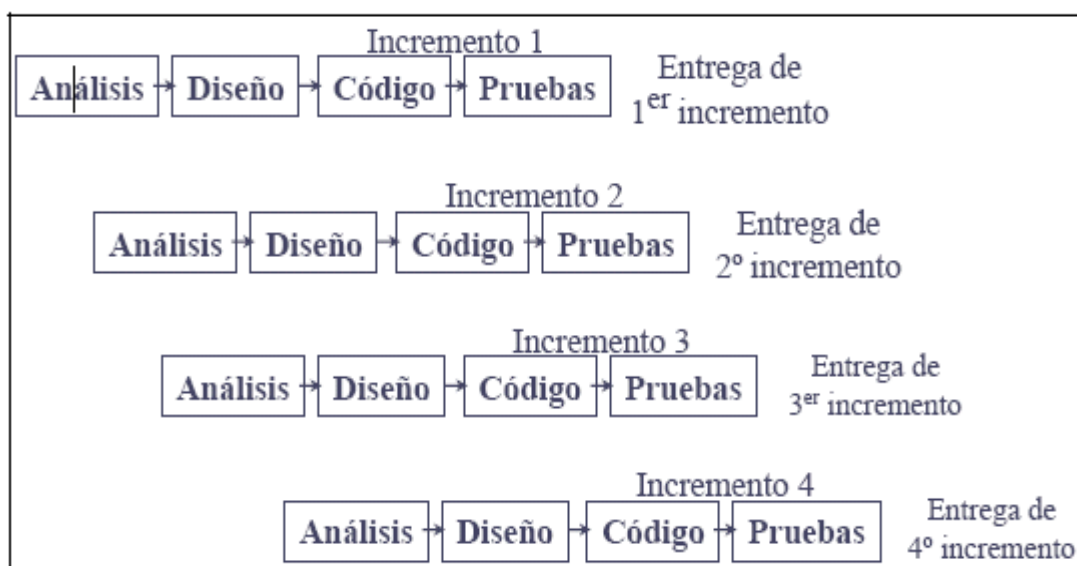 Incremento 1
Análisis Diseño Código Pruebas
Entrega de
1er incremento
Incremento 2
Análisis Diseño Código Pruebas
Entrega de
2º incremento
Incremento 3
Análisis Diseño Código Pruebas
Entrega de
3er incremento
Incremento 4
Análisis Diseño Código Pruebas
Entrega de
4º incremento